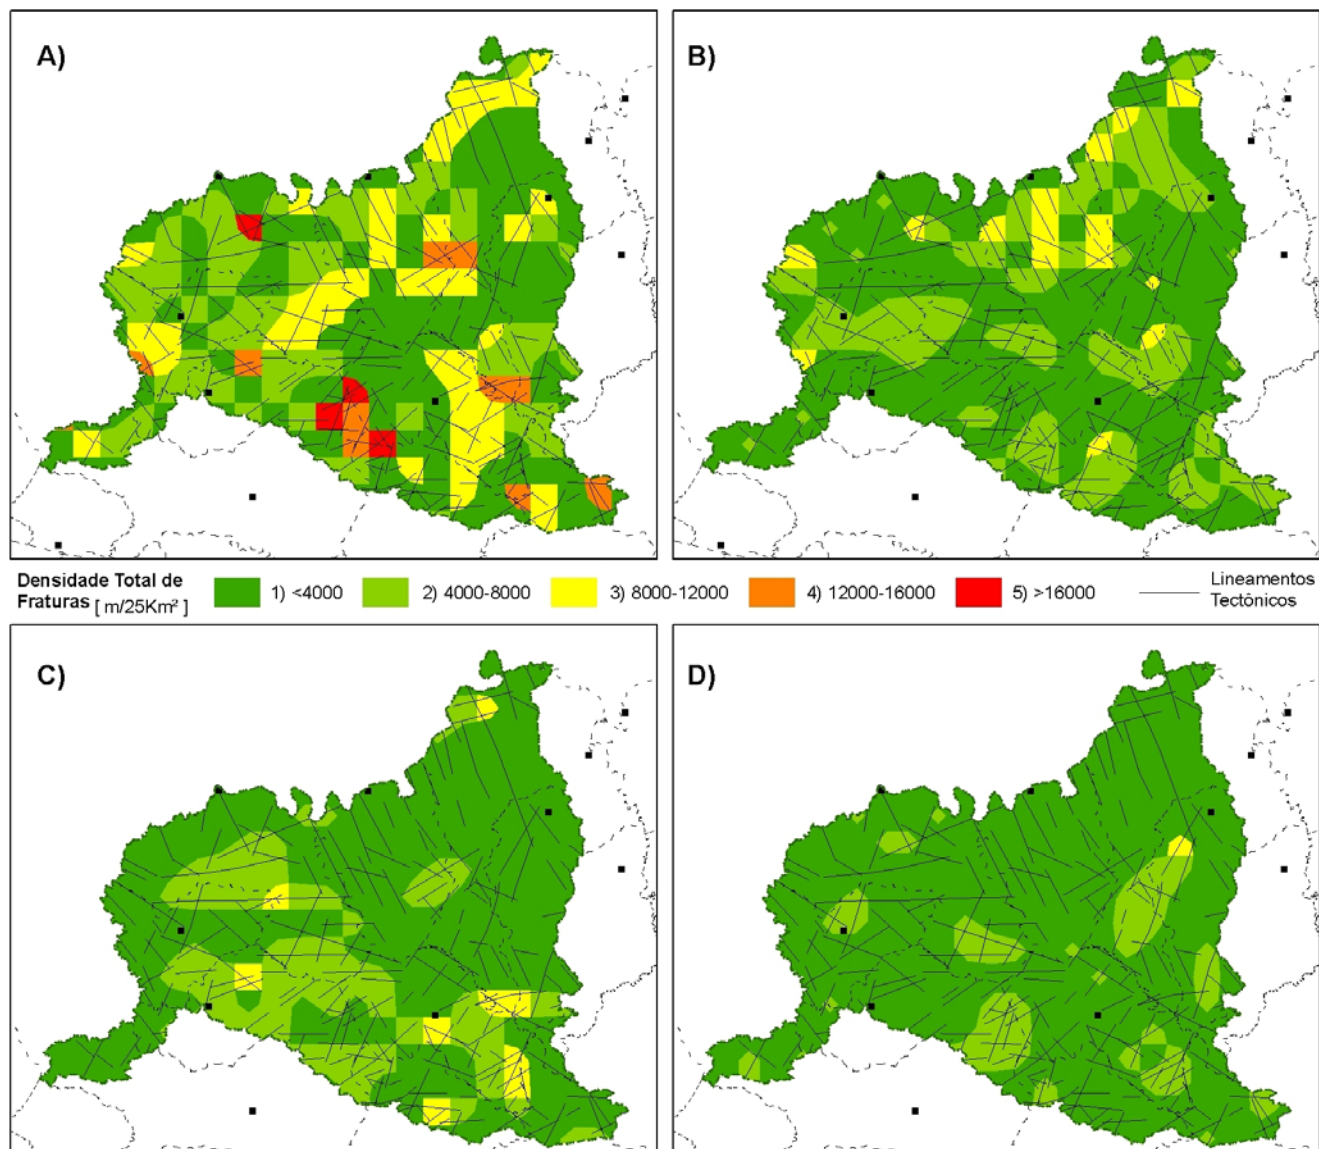 A)
B)
Densidade Total de
Fraturas [ m/25Km² ]
1) <4000
2) 4000-8000
3) 8000-12000
4) 12000-16000
5) >16000
Lineamentos
Tectônicos
C)
D)